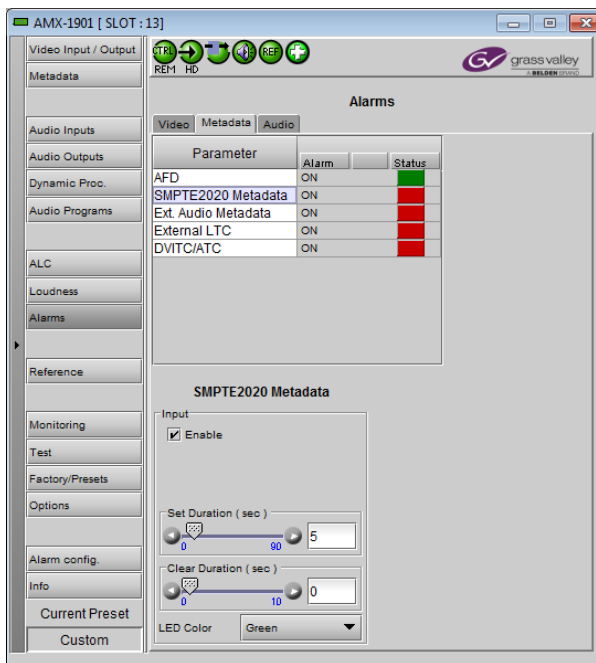 AMX-1901 [ SLOT : 13]
Video Input / Output
Metadata
Audio Inputs
Audio Outputs
Dynamic Proc.
Audio Programs
ALC
Loudness
Alarms
Reference
Monitoring
Test
Factory/Presets
Options
Alarm config.
Info
Current Preset
Custom
CTRL
REF
REM HD
GV grass valley
A BELDEN BRAND
Alarms
Video Metadata Audio
Parameter Alarm Status
AFD ON
SMPTE2020 Metadata ON
Ext. Audio Metadata ON
External LTC ON
DVITC/ATC ON
SMPTE2020 Metadata
Input
Enable
Set Duration ( sec )
0 90 5
Clear Duration ( sec )
0 10 0
LED Color Green